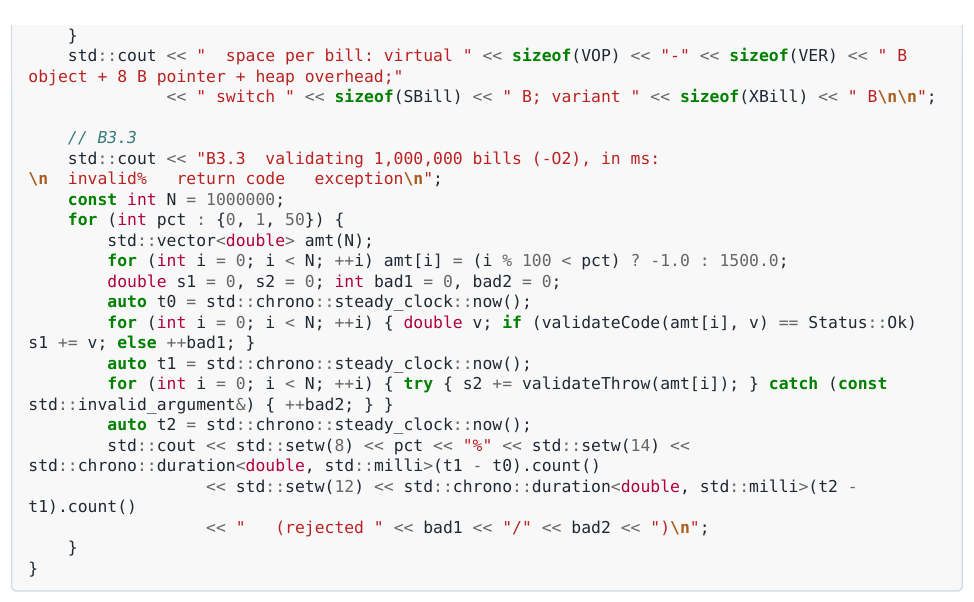 }
    std::cout << "  space per bill: virtual " << sizeof(VOP) << "-" << sizeof(VER) << " B
object + 8 B pointer + heap overhead;"
              << " switch " << sizeof(SBill) << " B; variant " << sizeof(XBill) << " B\n\n";

    // B3.3
    std::cout << "B3.3  validating 1,000,000 bills (-O2), in ms:
\n  invalid%   return code   exception\n";
    const int N = 1000000;
    for (int pct : {0, 1, 50}) {
        std::vector<double> amt(N);
        for (int i = 0; i < N; ++i) amt[i] = (i % 100 < pct) ? -1.0 : 1500.0;
        double s1 = 0, s2 = 0; int bad1 = 0, bad2 = 0;
        auto t0 = std::chrono::steady_clock::now();
        for (int i = 0; i < N; ++i) { double v; if (validateCode(amt[i], v) == Status::Ok)
s1 += v; else ++bad1; }
        auto t1 = std::chrono::steady_clock::now();
        for (int i = 0; i < N; ++i) { try { s2 += validateThrow(amt[i]); } catch (const
std::invalid_argument&) { ++bad2; } }
        auto t2 = std::chrono::steady_clock::now();
        std::cout << std::setw(8) << pct << "%" << std::setw(14) <<
std::chrono::duration<double, std::milli>(t1 - t0).count()
                  << std::setw(12) << std::chrono::duration<double, std::milli>(t2 -
t1).count()
                  << "   (rejected " << bad1 << "/" << bad2 << ")\n";
    }
}